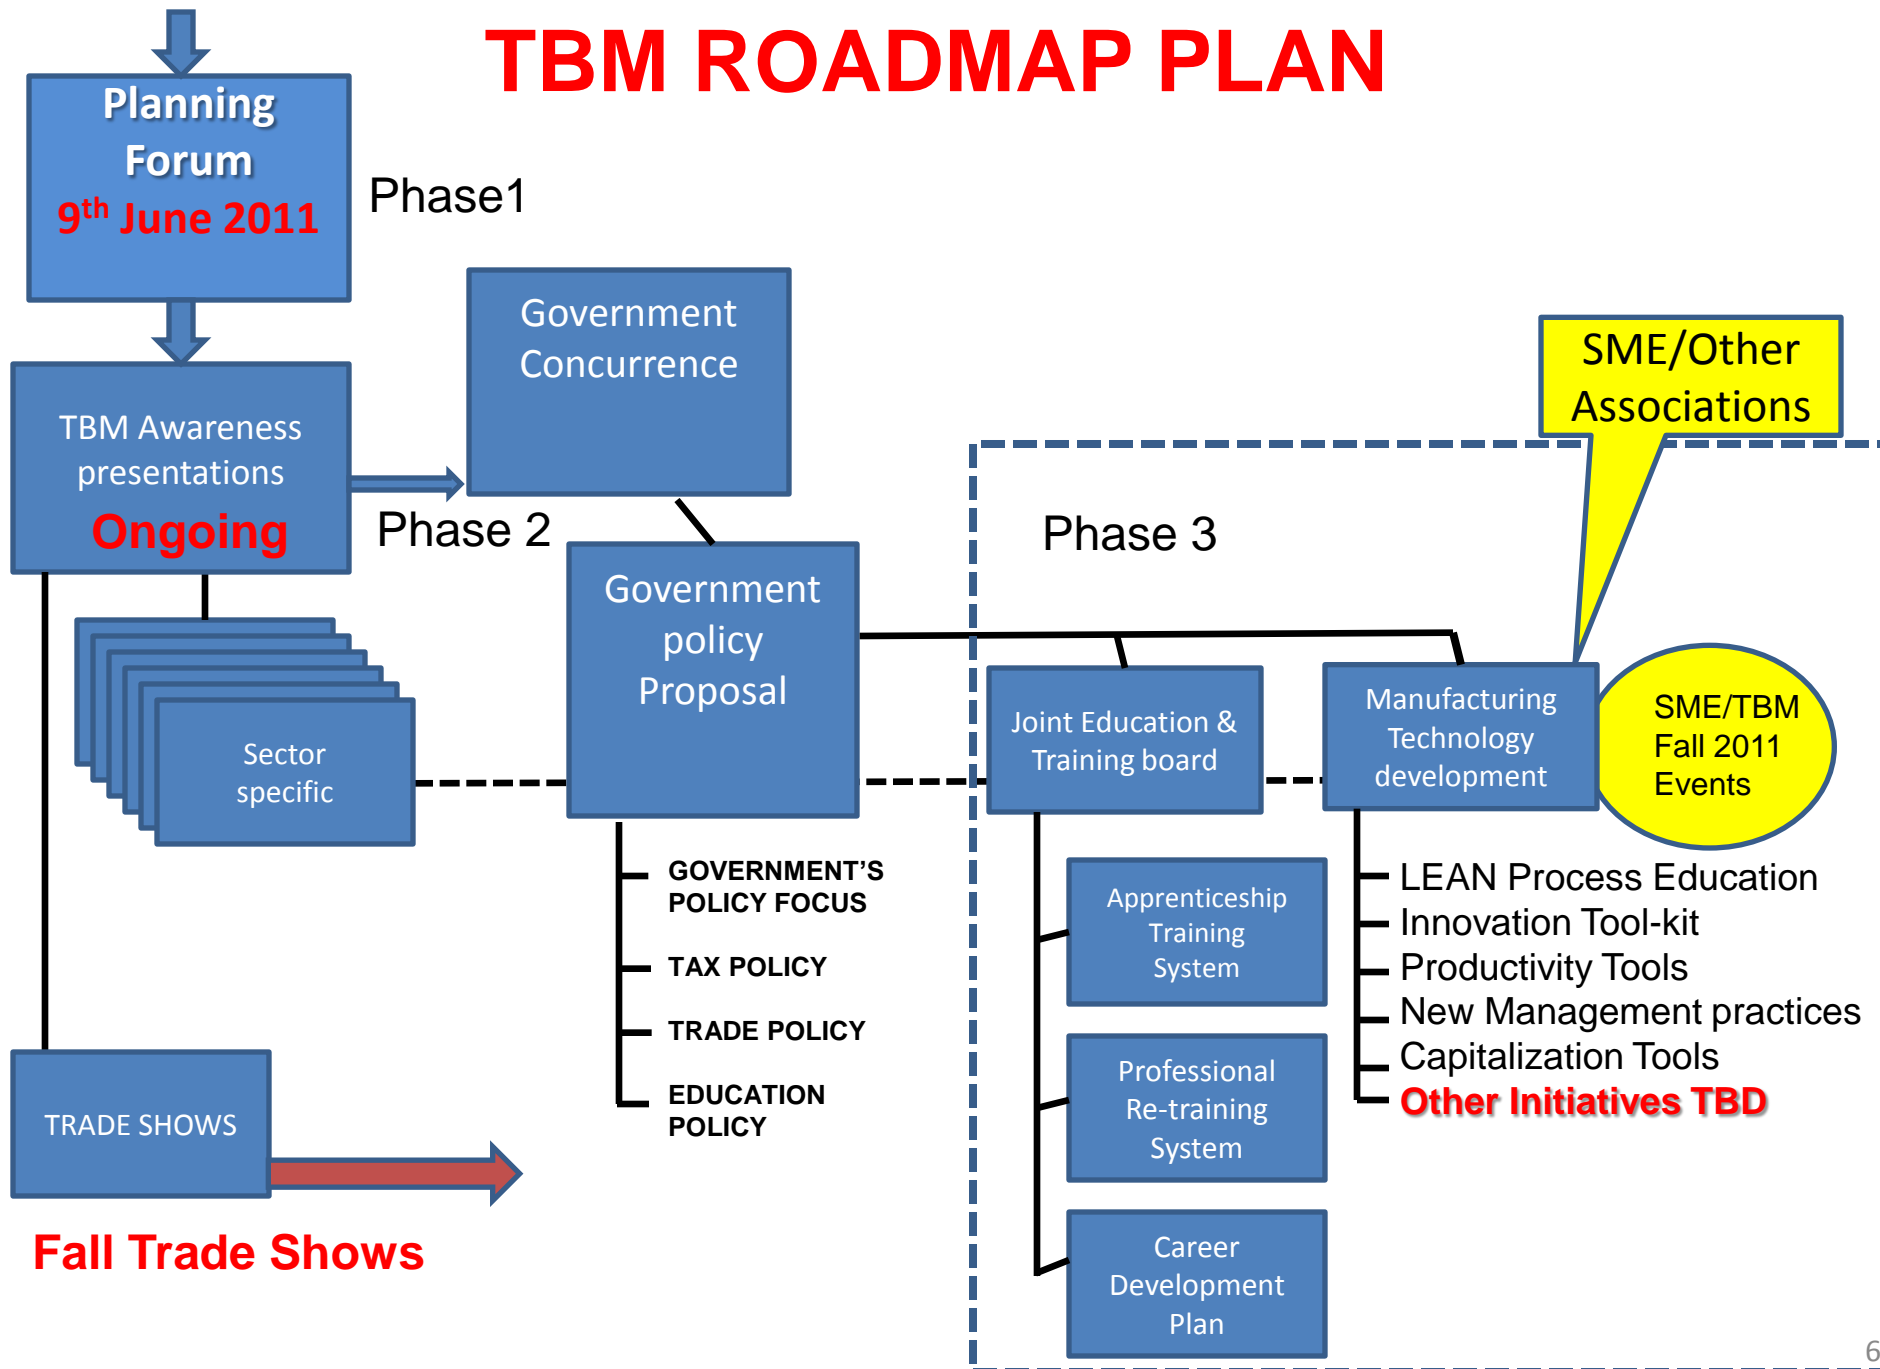 TBM ROADMAP PLAN
Planning
Forum
9th June 2011
Phase1
Government
Concurrence
SME/Other
Associations
TBM Awareness
presentations
Ongoing
Phase 2
Phase 3
Government
policy
Proposal
Sector
specific
Joint Education &
Training board
Manufacturing
Technology
development
SME/TBM
Fall 2011
Events
GOVERNMENT'S
POLICY FOCUS
TAX POLICY
TRADE POLICY
EDUCATION
POLICY
Apprenticeship
Training
System
Professional
Re-training
System
Career
Development
Plan
LEAN Process Education
Innovation Tool-kit
Productivity Tools
New Management practices
Capitalization Tools
Other Initiatives TBD
TRADE SHOWS
Fall Trade Shows
6